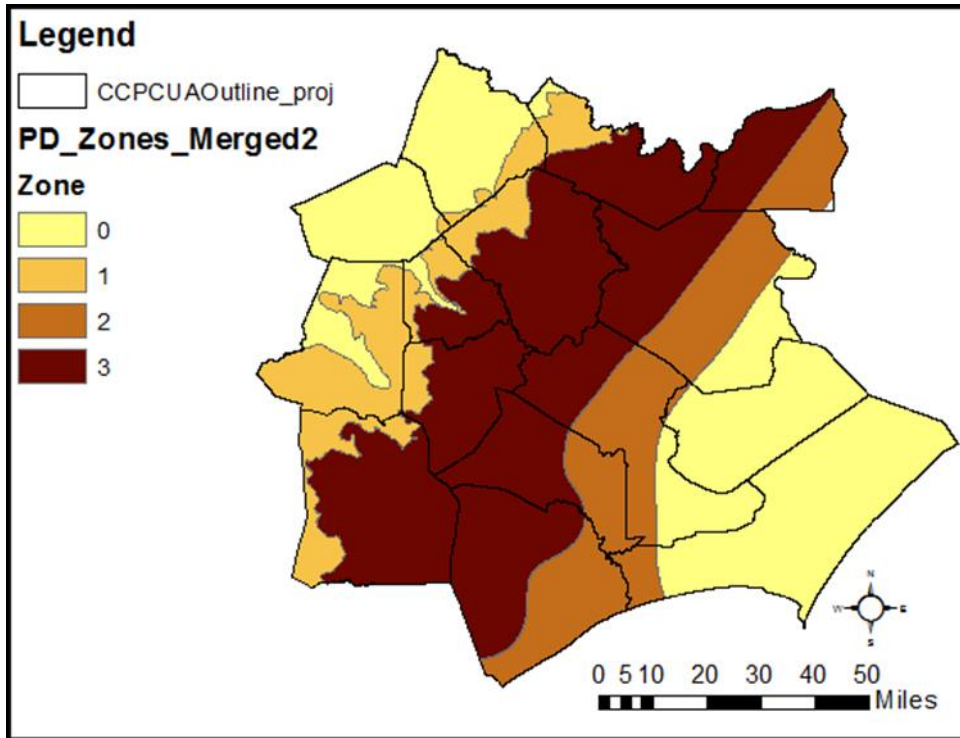 Legend
CCPCUAOutline_proj
PD_Zones_Merged2
Zone
0
1
2
3
N
W E
S
0 5 10 20 30 40 50
Miles